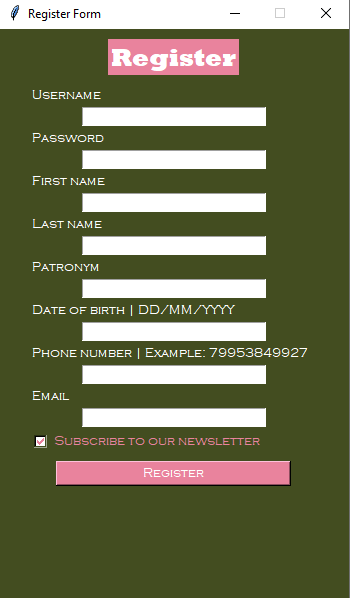 Register Form
Register
Username
Password
First name
Last name
Patronym
Date of birth | DD/MM/YYYY
Phone number | Example: 79953849927
Email
Subscribe to our newsletter
Register